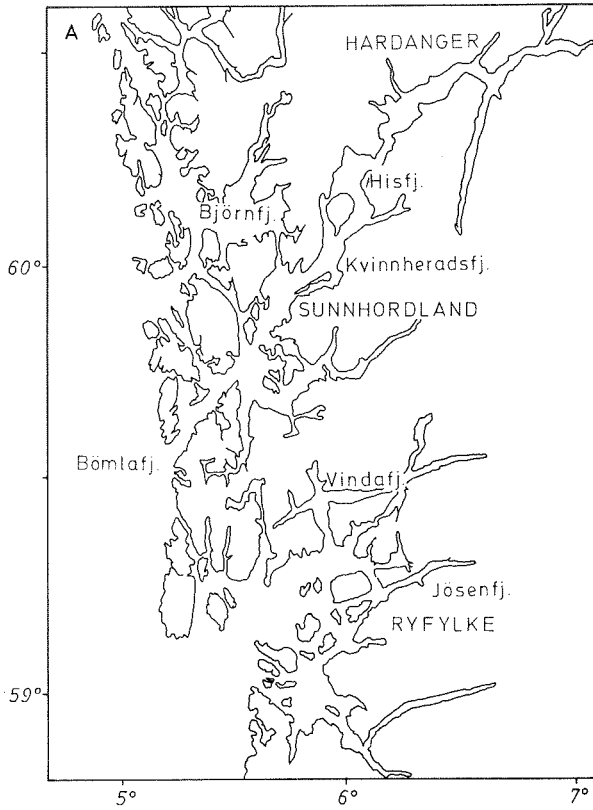 A
HARDANGER
Hisfj.
Björnfj.
60°
Kvinnheradsfj.
SUNNHORDLAND
Bömlafj.
Vindafj.
Jösenfj.
RYFYLKE
59°
5° 6° 7°